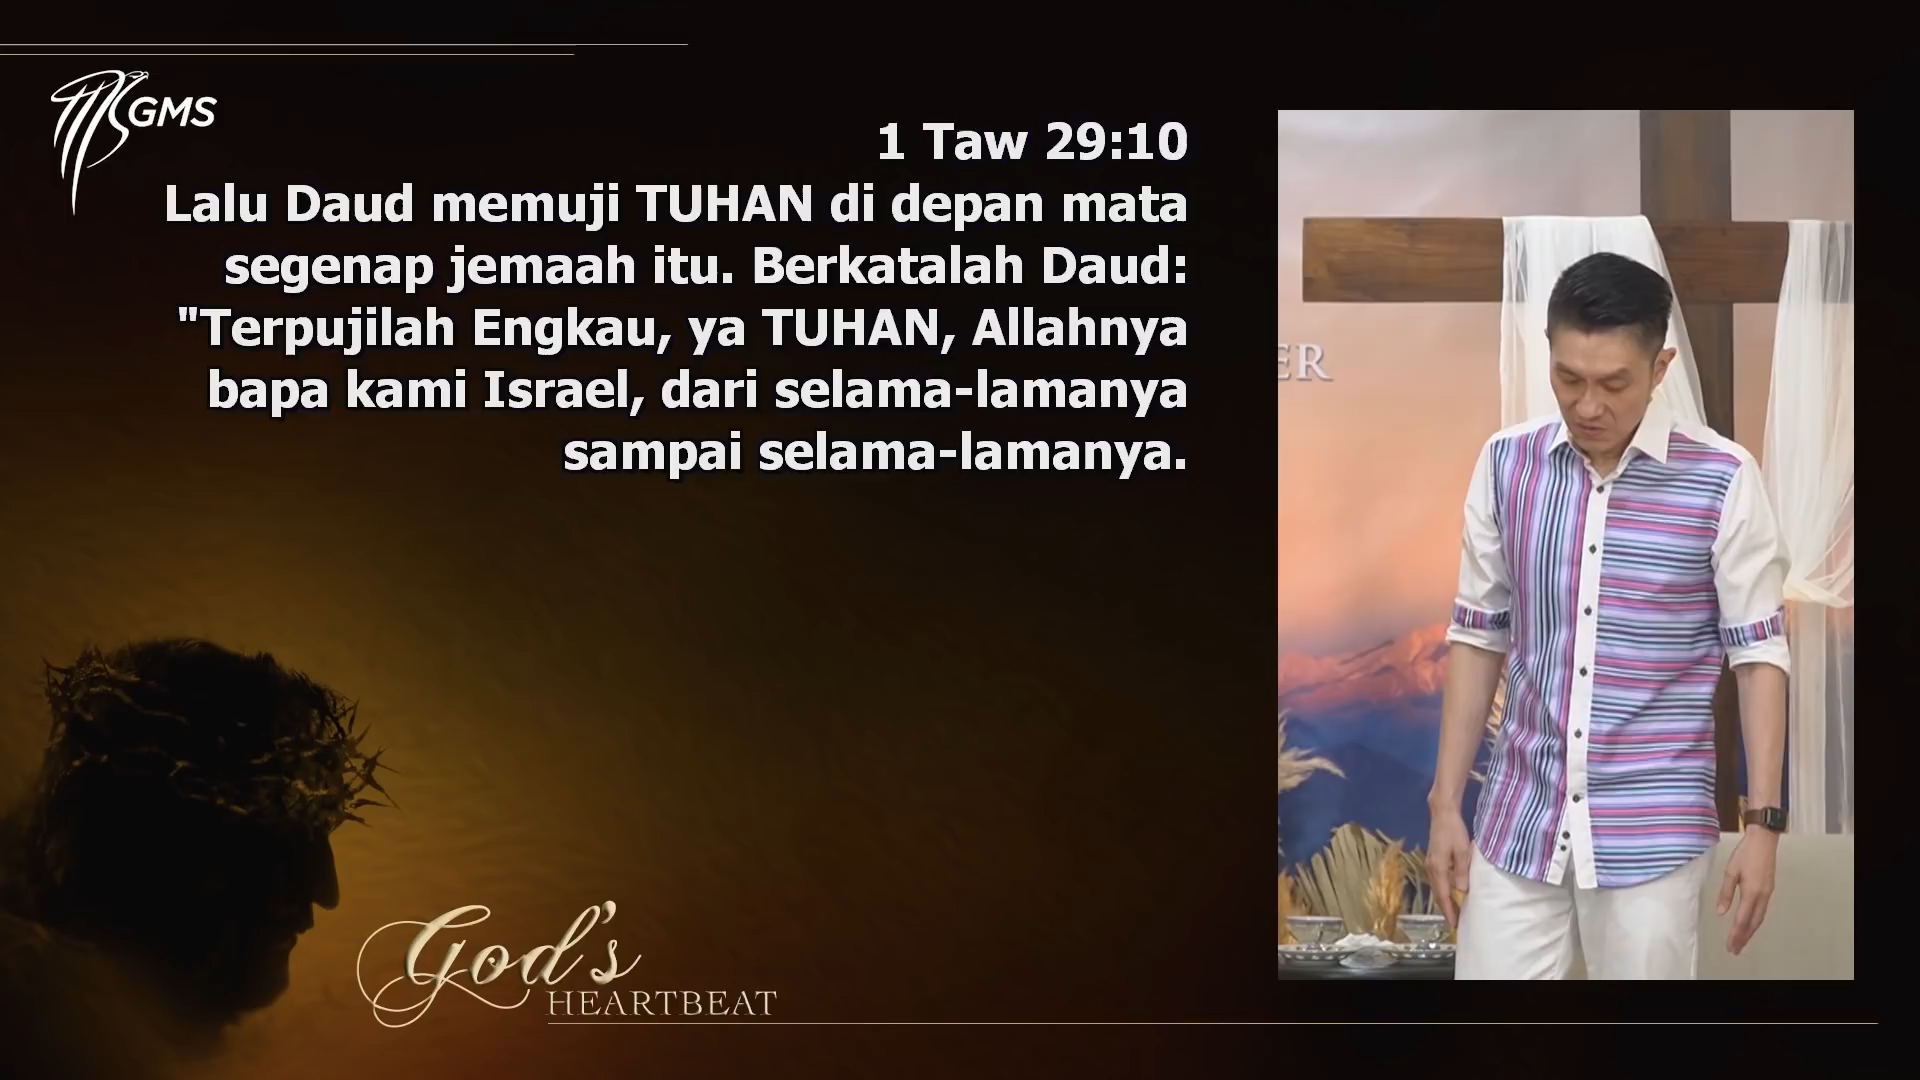 GMS
1 Taw 29:10
Lalu Daud memuji TUHAN di depan mata
segenap jemaah itu. Berkatalah Daud:
"Terpujilah Engkau, ya TUHAN, Allahnya
bapa kami Israel, dari selama-lamanya
sampai selama-lamanya.
ER
God's
HEARTBEAT